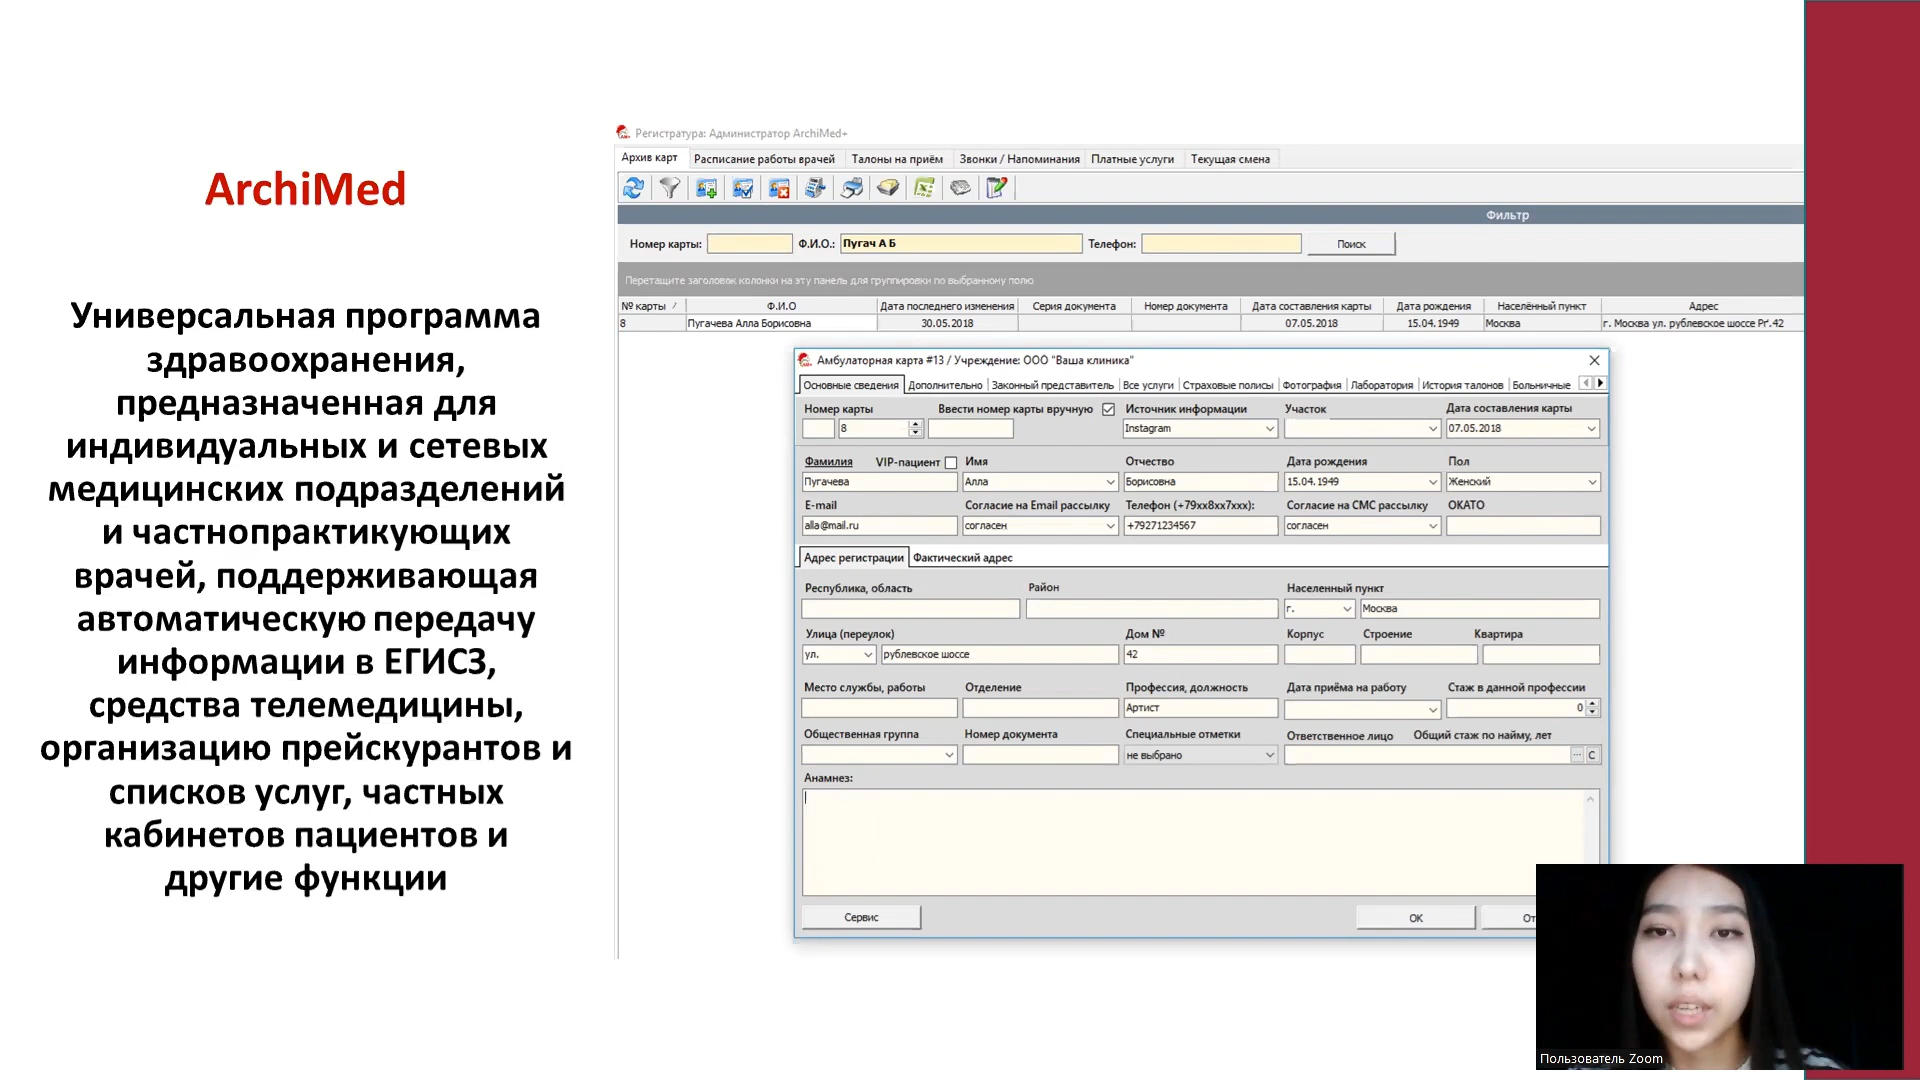 ArchiMed
Универсальная программа
здравоохранения,
предназначенная для
индивидуальных и сетевых
медицинских подразделений
и частнопрактикующих
врачей, поддерживающая
автоматическую передачу
информации в ЕГИСЗ,
средства телемедицины,
организацию прейскурантов и
списков услуг, частных
кабинетов пациентов и
другие функции
Регистратура: Администратор ArchiMed+
Архив карт Расписание работы врачей Талоны на приём Звонки / Напоминания Платные услуги Текущая смена
Фильтр
Номер карты: Ф.И.О.: Пугач А Б Телефон: Поиск
Перетащите заголовок колонки на эту панель для группировки по выбранному полю
№ карты Ф.И.О Дата последнего изменения Серия документа Номер документа Дата составления карты Дата рождения Населённый пункт Адрес
8 Пугачева Алла Борисовна 30.05.2018 07.05.2018 15.04.1949 Москва г. Москва ул. рублевское шоссе Рґ.42
Амбулаторная карта #13 / Учреждение: ООО "Ваша клиника"
Основные сведения Дополнительно Законный представитель Все услуги Страховые полисы Фотография Лаборатория История талонов Больничные
Номер карты Ввести номер карты вручную Источник информации Участок Дата составления карты
8 Instagram 07.05.2018
Фамилия VIP-пациент Имя Отчество Дата рождения Пол
Пугачева Алла Борисовна 15.04.1949 Женский
E-mail Согласие на Email рассылку Телефон (+79xx8xx7xxx): Согласие на СМС рассылку ОКАТО
alla@mail.ru согласен +79271234567 согласен
Адрес регистрации Фактический адрес
Республика, область Район Населенный пункт
г. Москва
Улица (переулок) Дом № Корпус Строение Квартира
ул. рублевское шоссе 42
Место службы, работы Отделение Профессия, должность Дата приёма на работу Стаж в данной профессии
Артист 0
Общественная группа Номер документа Специальные отметки Ответственное лицо Общий стаж по найму, лет
не выбрано ... С
Анамнез:
Сервис OK От
Пользователь Zoom